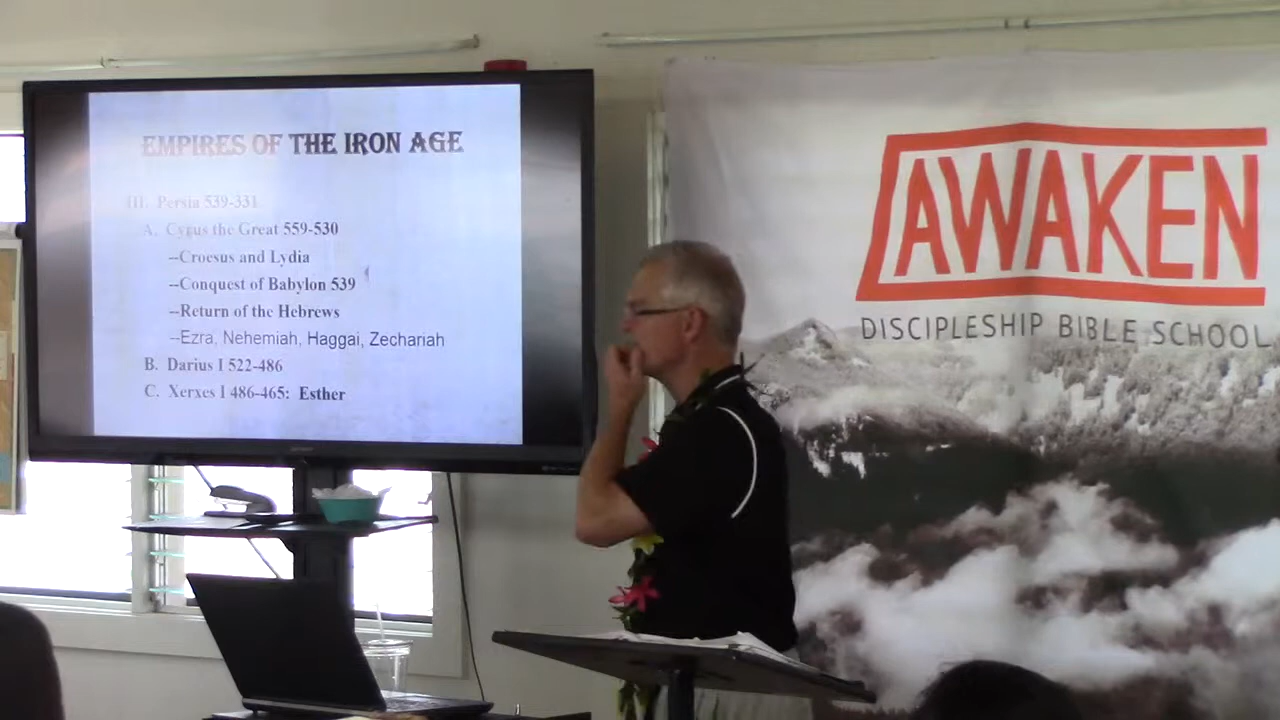 EMPIRES OF THE IRON AGE
III. Persia 539-331
A. Cyrus the Great 559-530
--Croesus and Lydia
--Conquest of Babylon 539
--Return of the Hebrews
--Ezra, Nehemiah, Haggai, Zechariah
B. Darius I 522-486
C. Xerxes I 486-465: Esther
AWAKEN
DISCIPLESHIP BIBLE SCHOOL